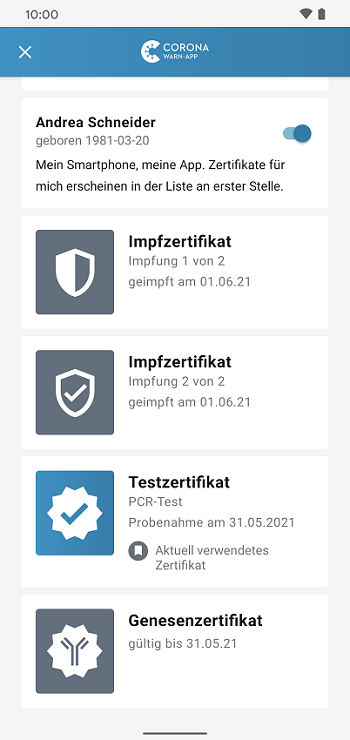 10:00
CORONA
WARN-APP
Andrea Schneider
geboren 1981-03-20
Mein Smartphone, meine App. Zertifikate für
mich erscheinen in der Liste an erster Stelle.
Impfzertifikat
Impfung 1 von 2
geimpft am 01.06.21
Impfzertifikat
Impfung 2 von 2
geimpft am 01.06.21
Testzertifikat
PCR-Test
Probenahme am 31.05.2021
Aktuell verwendetes
Zertifikat
Genesenzertifikat
gültig bis 31.05.21